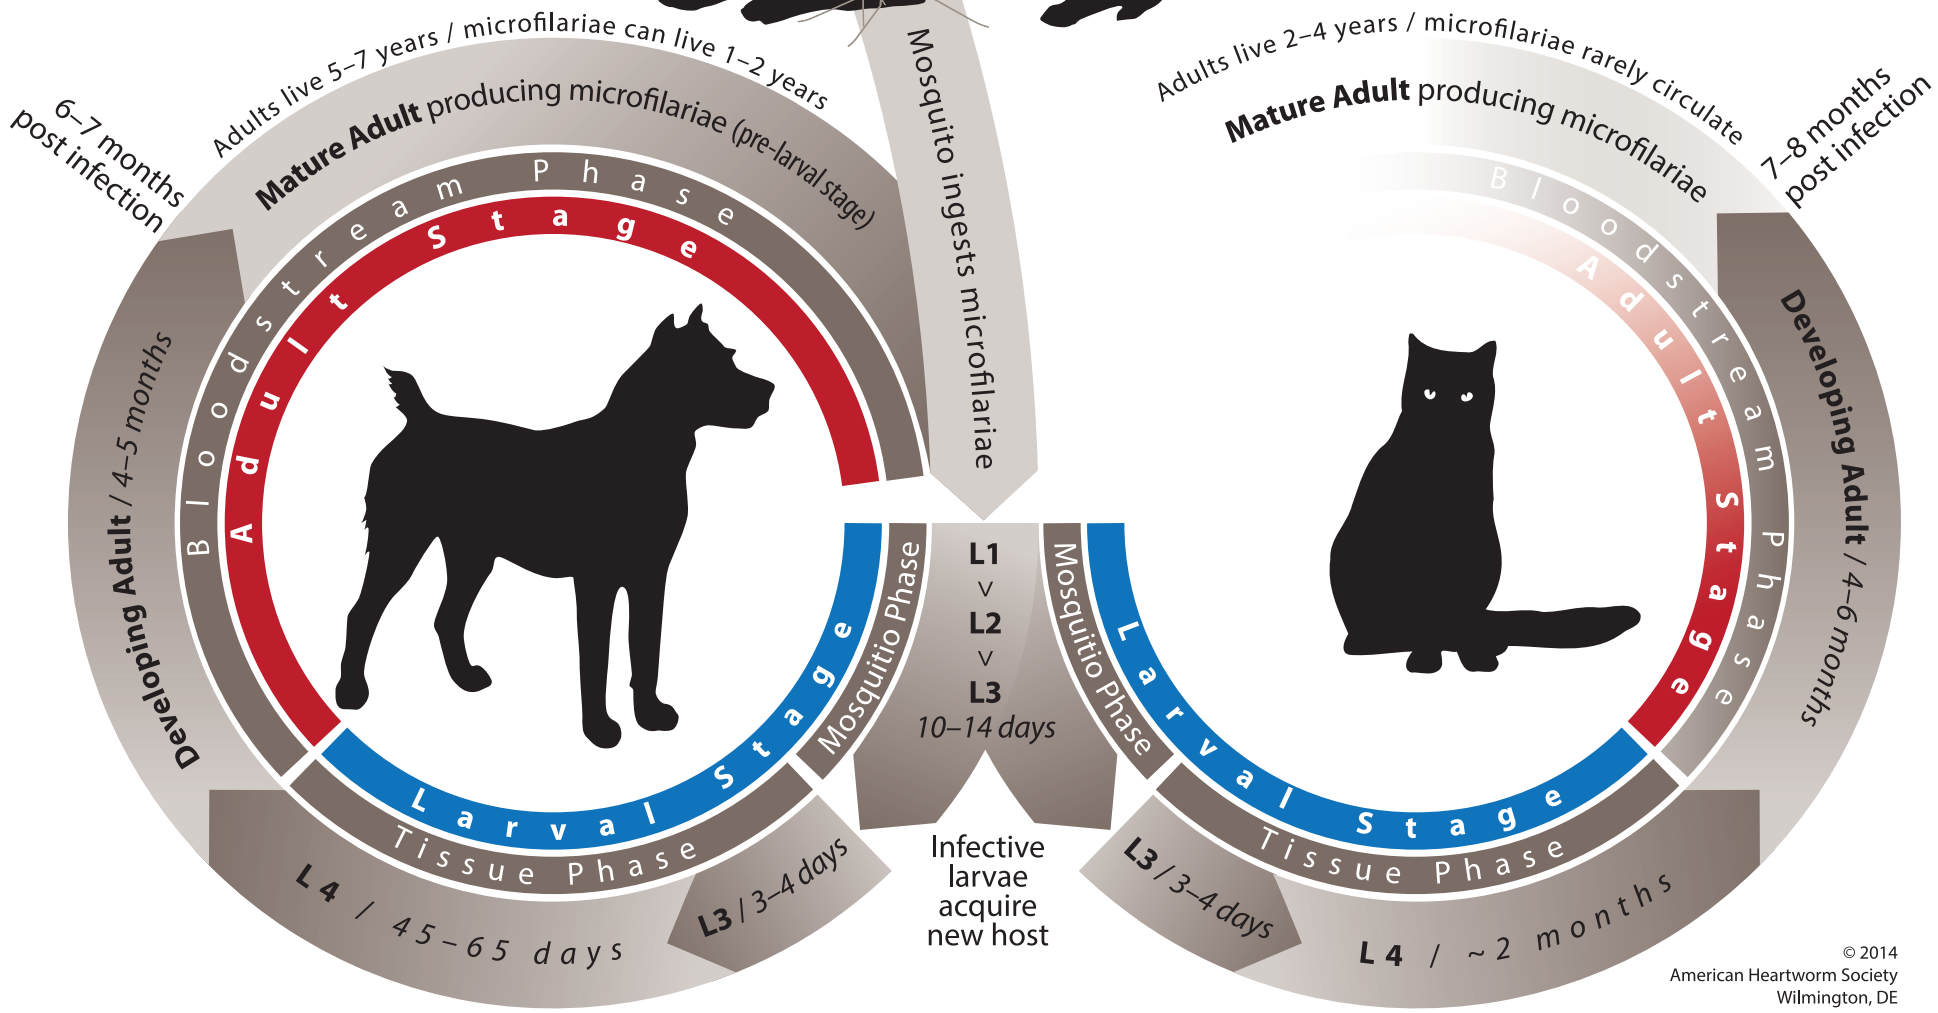 Adults live 5–7 years / microfilariae can live 1–2 years
Mature Adult producing microfilariae (pre-larval stage)
6–7 months
post infection
Bloodstream Phase
Adult Stage
Developing Adult / 4–5 months
Larval Stage
Tissue Phase
L4 / 45–65 days
L3 / 3–4 days
Mosquitio Phase
Mosquito ingests microfilariae
L1
<
L2
<
L3
10–14 days
Infective
larvae
acquire
new host
Adults live 2–4 years / microfilariae rarely circulate
Mature Adult producing microfilariae
7–8 months
post infection
Bloodstream Phase
Adult Stage
Developing Adult / 4–6 months
Mosquitio Phase
Larval Stage
Tissue Phase
L3 / 3–4 days
L4 / ~2 months
© 2014
American Heartworm Society
Wilmington, DE